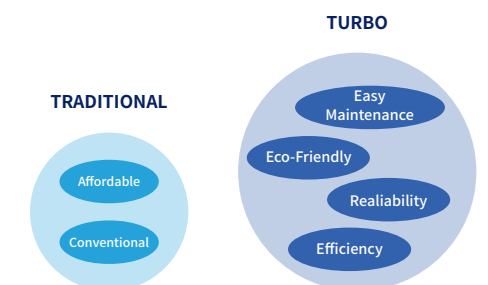 TURBO
TRADITIONAL
Easy
Maintenance
Eco-Friendly
Affordable
Realiability
Conventional
Efficiency